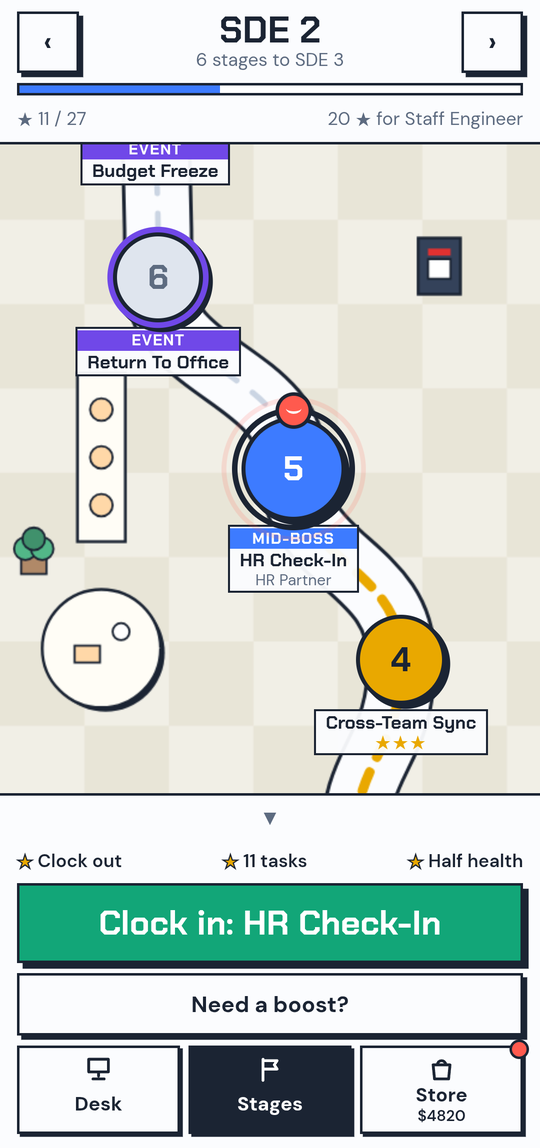 ‹
SDE 2
›
6 stages to SDE 3
★ 11 / 27
20 ★ for Staff Engineer
EVENT
Budget Freeze
6
EVENT
Return To Office
5
MID-BOSS
HR Check-In
HR Partner
4
Cross-Team Sync
★★★
▼
★ Clock out
★ 11 tasks
★ Half health
Clock in: HR Check-In
Need a boost?
Desk
Stages
Store
$4820